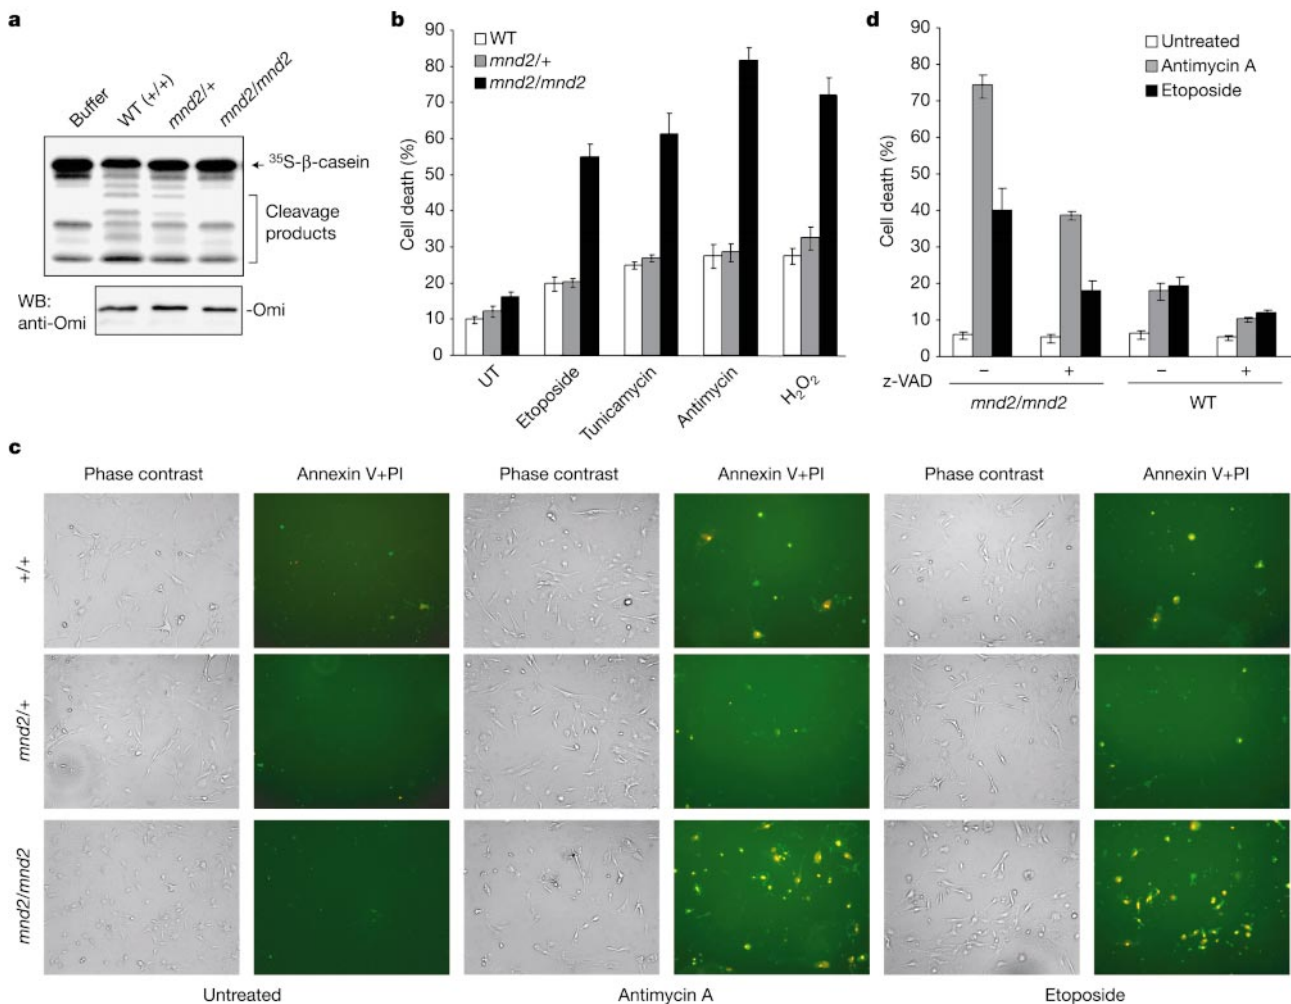 a
Buffer
WT (+/+)
mnd2/+
mnd2/mnd2
³⁵S-β-casein
Cleavage
products
WB:
anti-Omi
-Omi
b
90
80
70
60
50
40
30
20
10
0
Cell death (%)
WT
mnd2/+
mnd2/mnd2
UT
Etoposide
Tunicamycin
Antimycin
H₂O₂
d
90
80
70
60
50
40
30
20
10
0
Cell death (%)
Untreated
Antimycin A
Etoposide
z-VAD
− + − +
mnd2/mnd2 WT
c
Phase contrast Annexin V+PI Phase contrast Annexin V+PI Phase contrast Annexin V+PI
+/+
mnd2/+
mnd2/mnd2
Untreated Antimycin A Etoposide